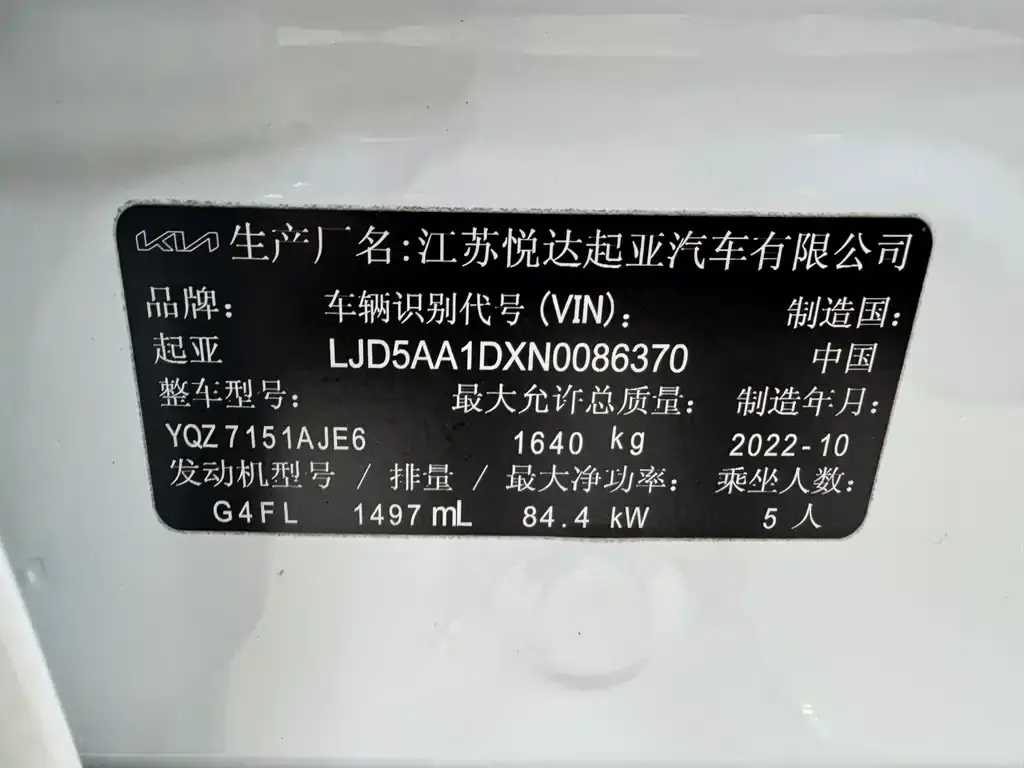 KIA 生产厂名:江苏悦达起亚汽车有限公司
品牌: 车辆识别代号(VIN): 制造国:
起亚 LJD5AA1DXN0086370 中国
整车型号: 最大允许总质量: 制造年月:
YQZ7151AJE6 1640 kg 2022-10
发动机型号 / 排量 / 最大净功率: 乘坐人数:
G4FL 1497mL 84.4 kW 5人